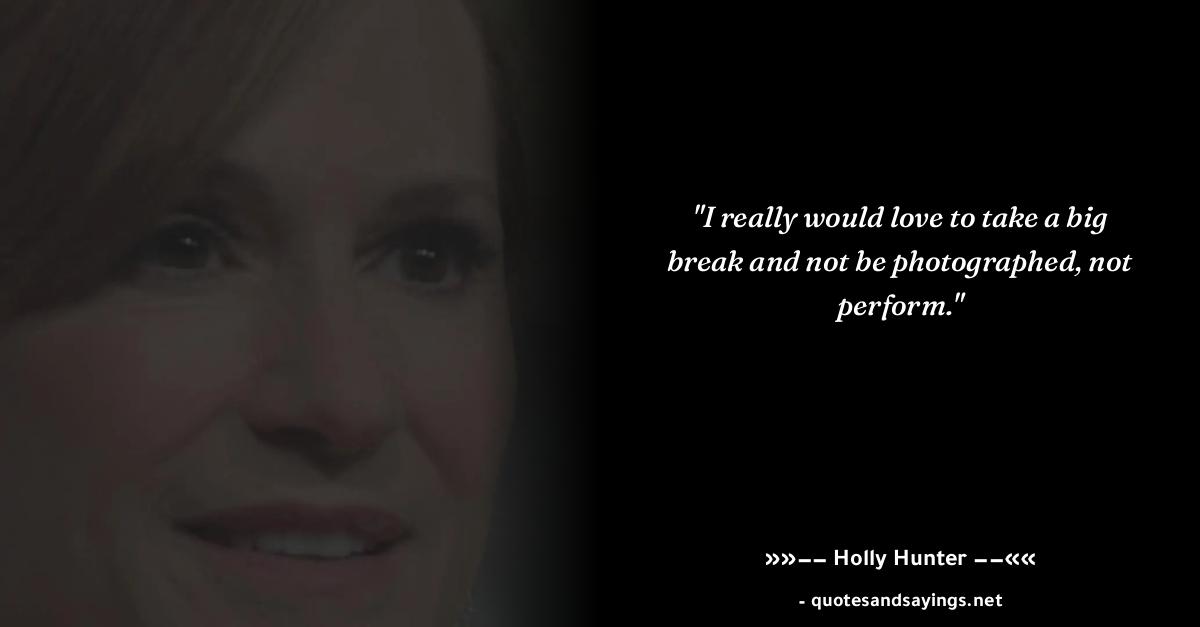 "I really would love to take a big
break and not be photographed, not
perform."
»»−− Holly Hunter −−««
- quotesandsayings.net